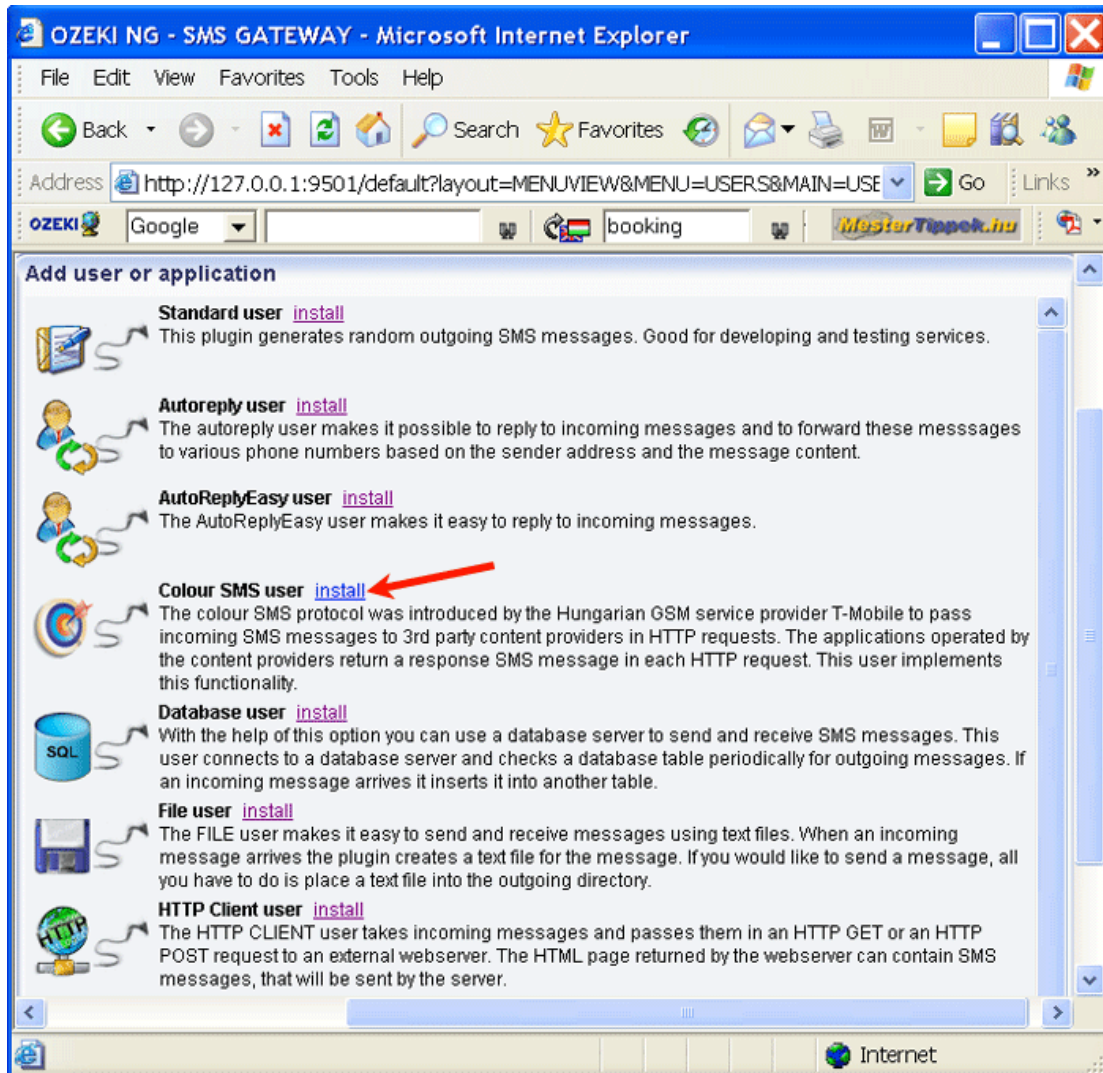 OZEKI NG - SMS GATEWAY - Microsoft Internet Explorer
File Edit View Favorites Tools Help
Back Search Favorites
Address http://127.0.0.1:9501/default?layout=MENUVIEW&MENU=USERS&MAIN=USE Go Links »
OZEKI Google booking MesterTippek.hu
Add user or application
Standard user install
This plugin generates random outgoing SMS messages. Good for developing and testing services.
Autoreply user install
The autoreply user makes it possible to reply to incoming messages and to forward these messsages
to various phone numbers based on the sender address and the message content.
AutoReplyEasy user install
The AutoReplyEasy user makes it easy to reply to incoming messages.
Colour SMS user install
The colour SMS protocol was introduced by the Hungarian GSM service provider T-Mobile to pass
incoming SMS messages to 3rd party content providers in HTTP requests. The applications operated by
the content providers return a response SMS message in each HTTP request. This user implements
this functionality.
Database user install
SQL
With the help of this option you can use a database server to send and receive SMS messages. This
user connects to a database server and checks a database table periodically for outgoing messages. If
an incoming message arrives it inserts it into another table.
File user install
The FILE user makes it easy to send and receive messages using text files. When an incoming
message arrives the plugin creates a text file for the message. If you would like to send a message, all
you have to do is place a text file into the outgoing directory.
HTTP Client user install
HTTP
The HTTP CLIENT user takes incoming messages and passes them in an HTTP GET or an HTTP
POST request to an external webserver. The HTML page returned by the webserver can contain SMS
messages, that will be sent by the server.
Internet